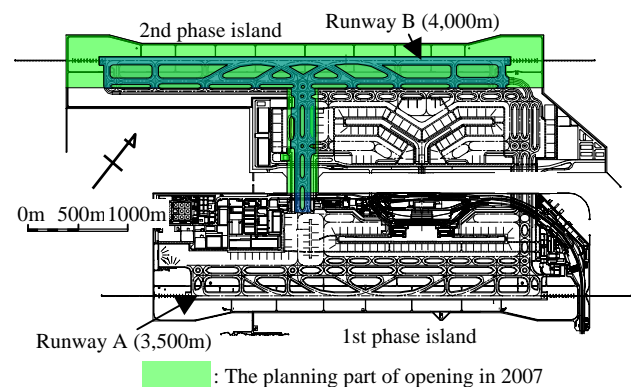 2nd phase island
Runway B (4,000m)
0m 500m 1000m
Runway A (3,500m)
1st phase island
: The planning part of opening in 2007